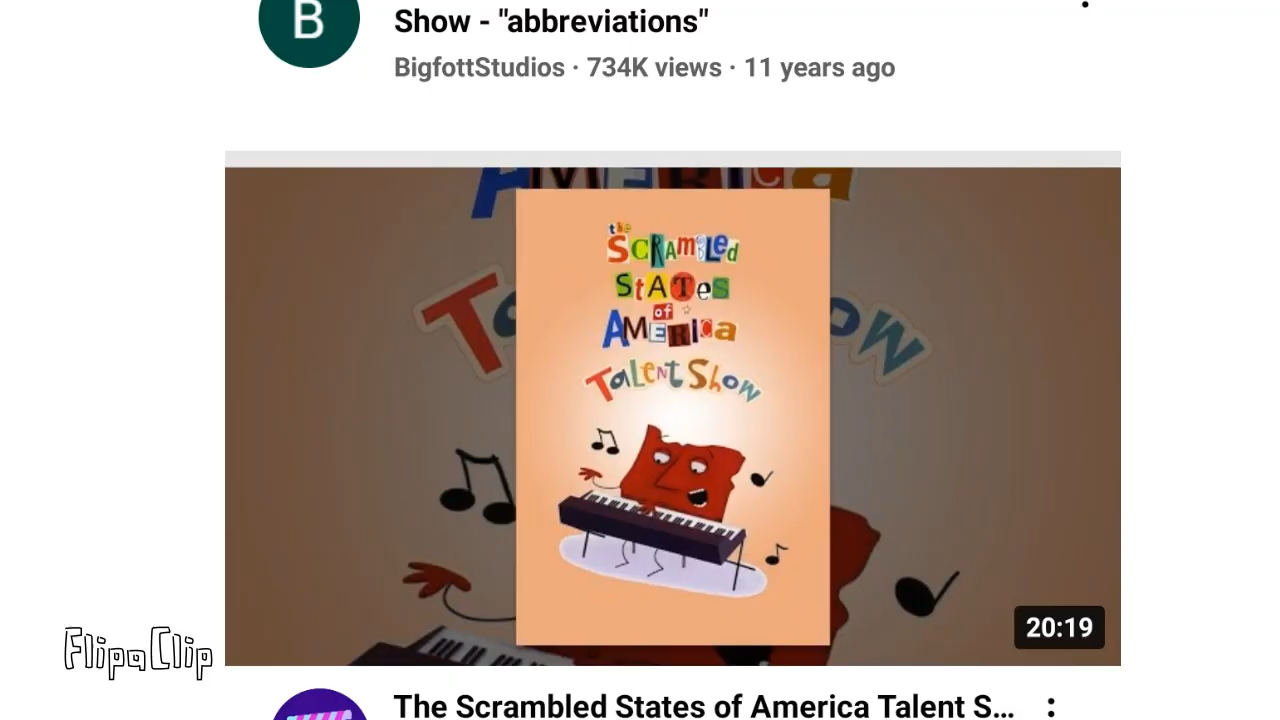 B
Show - "abbreviations"
BigfottStudios · 734K views · 11 years ago
AMERICA
the
SCRAMBLED
StATes
of
AMERICa
TaLeNt Show
20:19
FlipaClip
The Scrambled States of America Talent S...